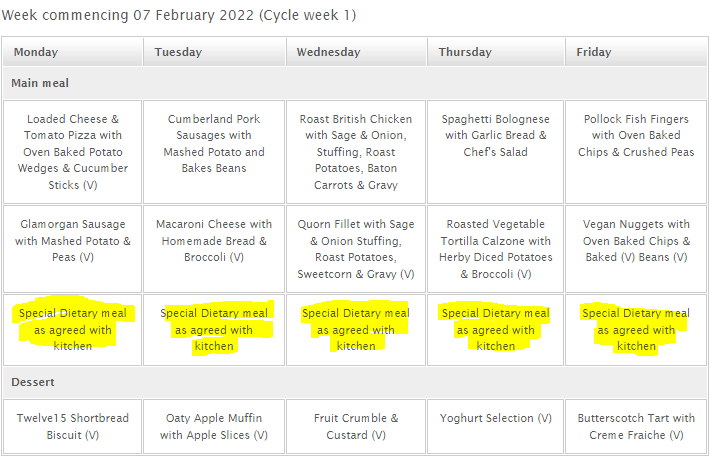 Week commencing 07 February 2022 (Cycle week 1)
Monday Tuesday Wednesday Thursday Friday
Main meal
Loaded Cheese &
Tomato Pizza with
Oven Baked Potato
Wedges & Cucumber
Sticks (V)
Cumberland Pork
Sausages with
Mashed Potato and
Bakes Beans
Roast British Chicken
with Sage & Onion,
Stuffing, Roast
Potatoes, Baton
Carrots & Gravy
Spaghetti Bolognese
with Garlic Bread &
Chef's Salad
Pollock Fish Fingers
with Oven Baked
Chips & Crushed Peas
Glamorgan Sausage
with Mashed Potato &
Peas (V)
Macaroni Cheese with
Homemade Bread &
Broccoli (V)
Quorn Fillet with Sage
& Onion Stuffing,
Roast Potatoes,
Sweetcorn & Gravy (V)
Roasted Vegetable
Tortilla Calzone with
Herby Diced Potatoes
& Broccoli (V)
Vegan Nuggets with
Oven Baked Chips &
Baked (V) Beans (V)
Special Dietary meal
as agreed with
kitchen
Special Dietary meal
as agreed with
kitchen
Special Dietary meal
as agreed with
kitchen
Special Dietary meal
as agreed with
kitchen
Special Dietary meal
as agreed with
kitchen
Dessert
Twelve15 Shortbread
Biscuit (V)
Oaty Apple Muffin
with Apple Slices (V)
Fruit Crumble &
Custard (V)
Yoghurt Selection (V)
Butterscotch Tart with
Creme Fraiche (V)